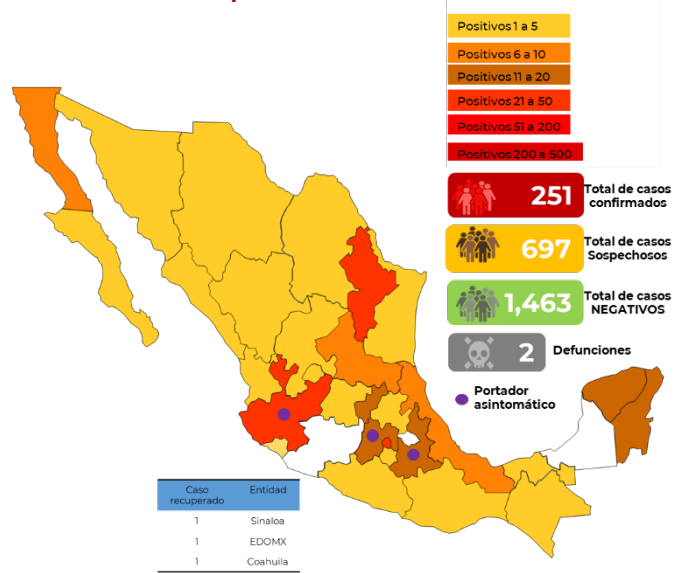 Positivos 1 a 5
Positivos 6 a 10
Positivos 11 a 20
Positivos 21 a 50
Positivos 51 a 200
Positivos 200 a 500
251 Total de casos
confirmados
697 Total de casos
Sospechosos
1,463 Total de casos
NEGATIVOS
2 Defunciones
Portador
asintomático
Caso
recuperado Entidad
1 Sinaloa
1 EDOMX
1 Coahuila